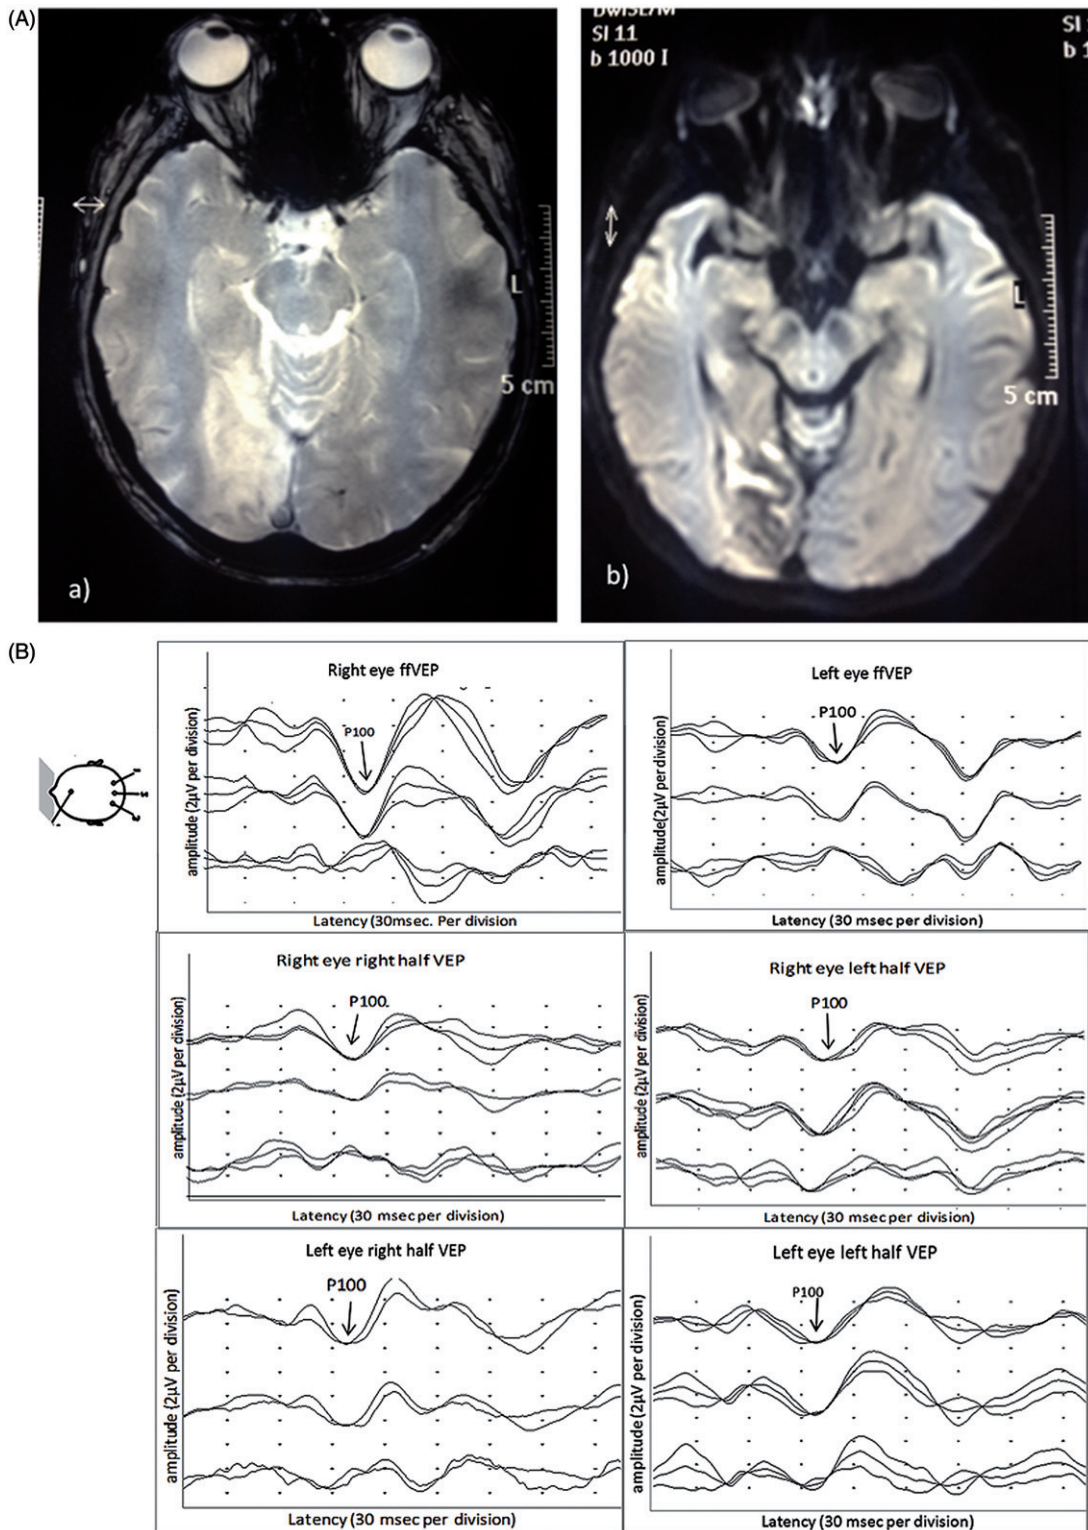 (A)
L
5 cm
a)
DWISE/M
SI 11
b 1000 I
SI
b 1
L
5 cm
b)
(B)
Right eye ffVEP
P100
amplitude (2µV per division)
Latency (30msec. Per division
Left eye ffVEP
P100
amplitude(2µV per division)
Latency (30 msec per division)
Right eye right half VEP
P100
amplitude (2µV per division)
Latency (30 msec per division)
Right eye left half VEP
P100
amplitude (2µV per division)
Latency (30 msec per division)
Left eye right half VEP
P100
amplitude (2µV per division)
Latency (30 msec per division)
Left eye left half VEP
P100
amplitude (2µV per division)
Latency (30 msec per division)